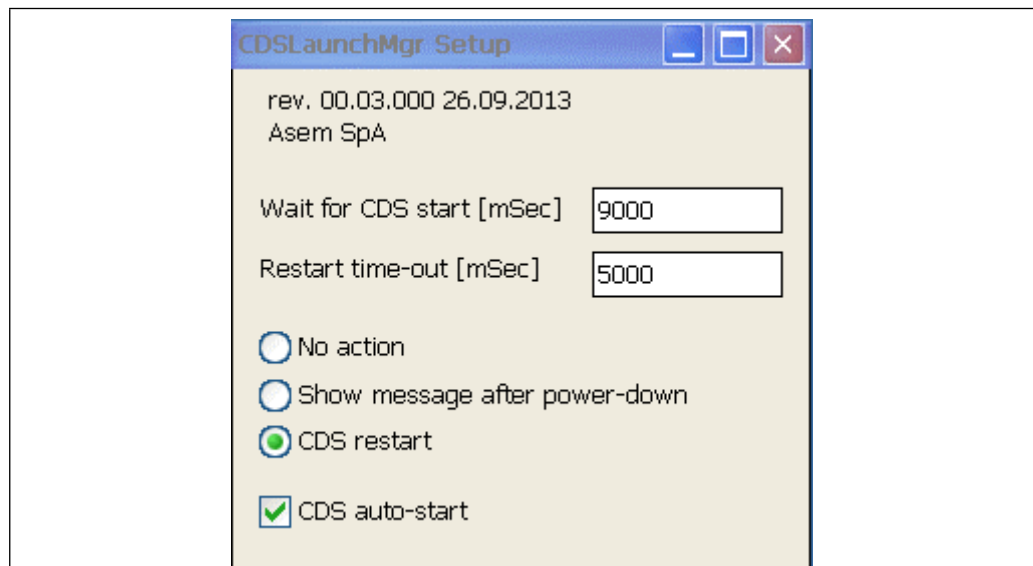 CDSLaunchMgr Setup
rev. 00.03.000 26.09.2013
Asem SpA
Wait for CDS start [mSec] 9000
Restart time-out [mSec] 5000
No action
Show message after power-down
CDS restart
CDS auto-start